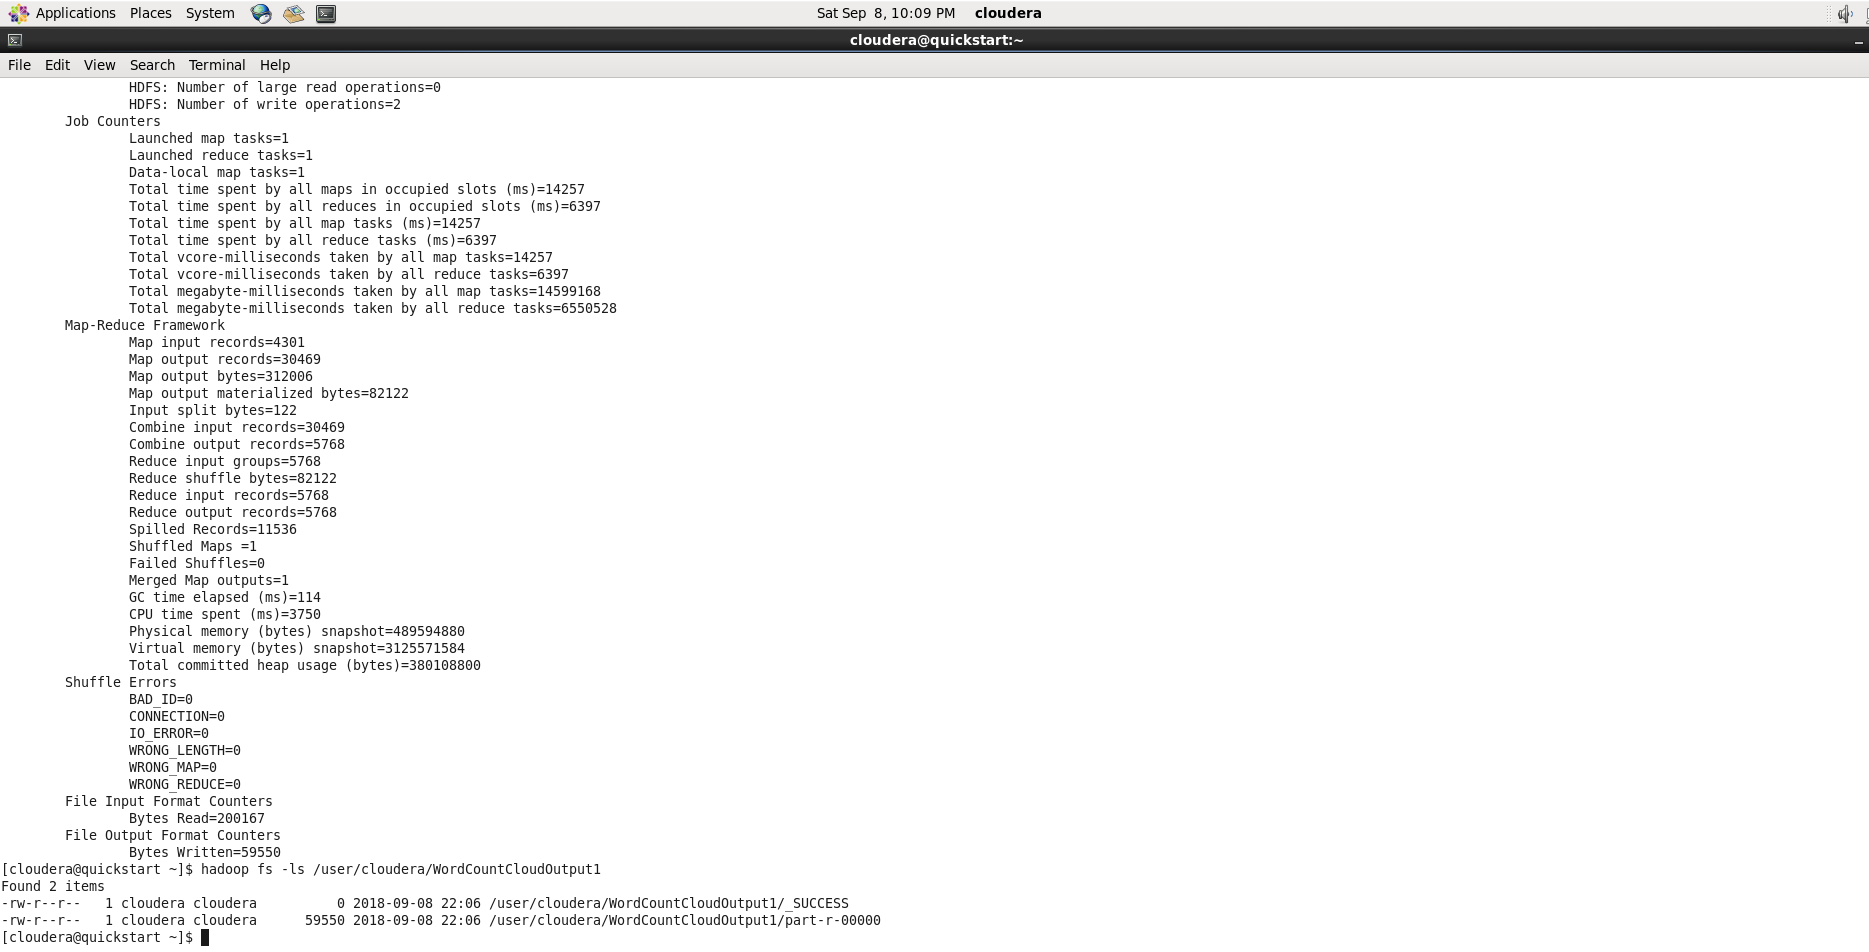 Applications Places System Sat Sep 8, 10:09 PM cloudera
cloudera@quickstart:~
File Edit View Search Terminal Help
HDFS: Number of large read operations=0
HDFS: Number of write operations=2
Job Counters
Launched map tasks=1
Launched reduce tasks=1
Data-local map tasks=1
Total time spent by all maps in occupied slots (ms)=14257
Total time spent by all reduces in occupied slots (ms)=6397
Total time spent by all map tasks (ms)=14257
Total time spent by all reduce tasks (ms)=6397
Total vcore-milliseconds taken by all map tasks=14257
Total vcore-milliseconds taken by all reduce tasks=6397
Total megabyte-milliseconds taken by all map tasks=14599168
Total megabyte-milliseconds taken by all reduce tasks=6550528
Map-Reduce Framework
Map input records=4301
Map output records=30469
Map output bytes=312006
Map output materialized bytes=82122
Input split bytes=122
Combine input records=30469
Combine output records=5768
Reduce input groups=5768
Reduce shuffle bytes=82122
Reduce input records=5768
Reduce output records=5768
Spilled Records=11536
Shuffled Maps =1
Failed Shuffles=0
Merged Map outputs=1
GC time elapsed (ms)=114
CPU time spent (ms)=3750
Physical memory (bytes) snapshot=489594880
Virtual memory (bytes) snapshot=3125571584
Total committed heap usage (bytes)=380108800
Shuffle Errors
BAD_ID=0
CONNECTION=0
IO_ERROR=0
WRONG_LENGTH=0
WRONG_MAP=0
WRONG_REDUCE=0
File Input Format Counters
Bytes Read=200167
File Output Format Counters
Bytes Written=59550
[cloudera@quickstart ~]$ hadoop fs -ls /user/cloudera/WordCountCloudOutput1
Found 2 items
-rw-r--r-- 1 cloudera cloudera 0 2018-09-08 22:06 /user/cloudera/WordCountCloudOutput1/_SUCCESS
-rw-r--r-- 1 cloudera cloudera 59550 2018-09-08 22:06 /user/cloudera/WordCountCloudOutput1/part-r-00000
[cloudera@quickstart ~]$